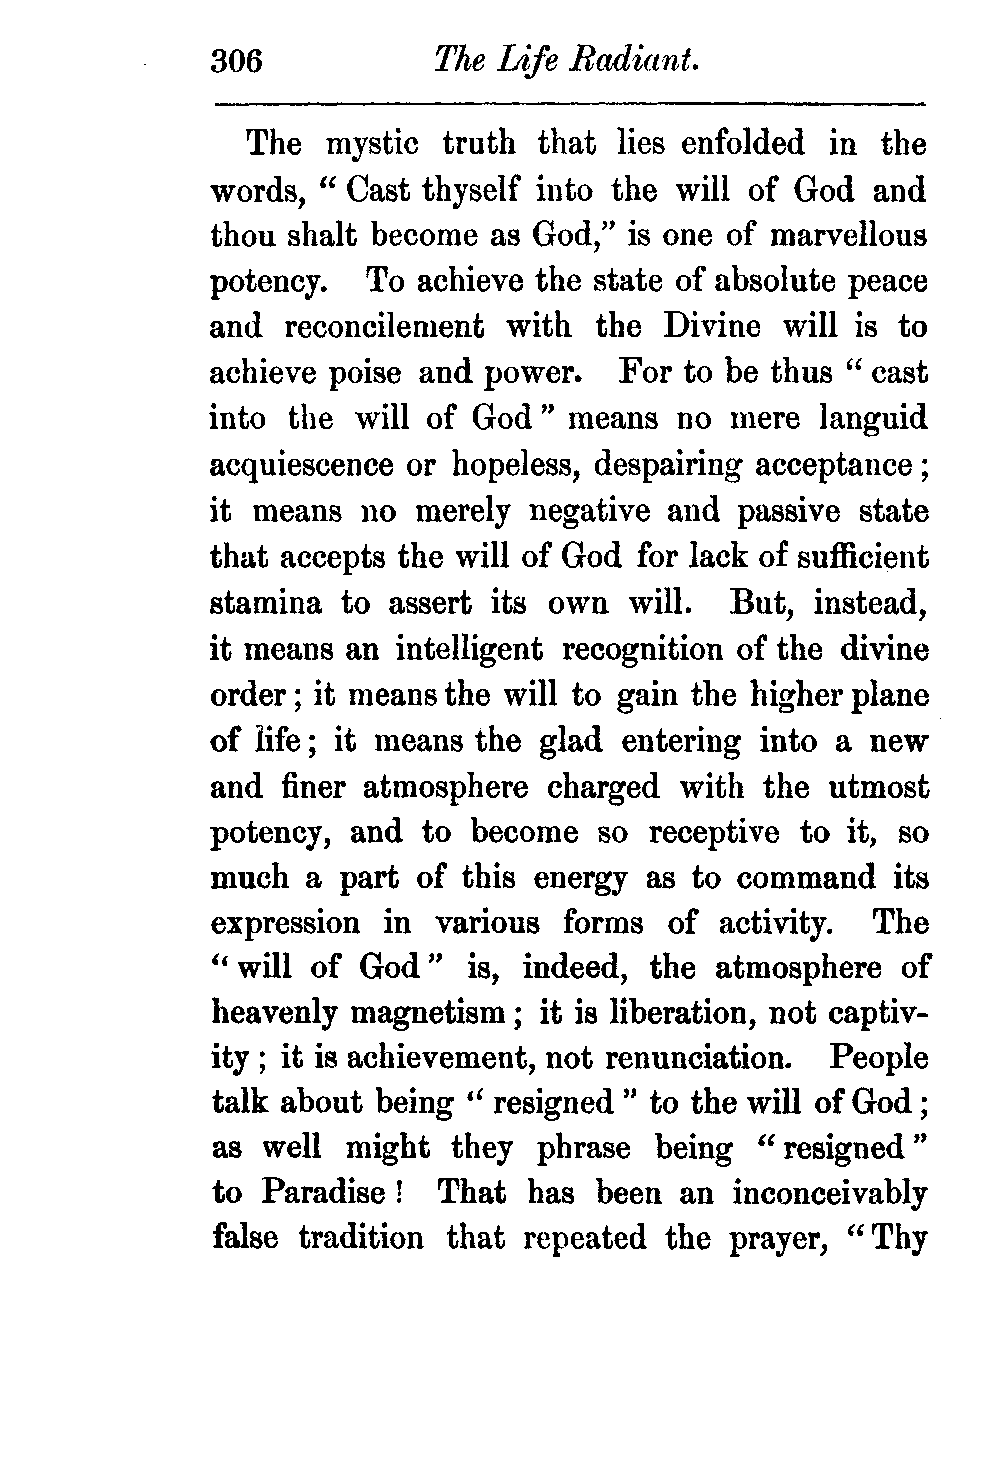 306 The Life Radiant.
The mystic truth that lies enfolded in the
words, “ Cast thyself into the will of God and
thou shalt become as God,” is one of marvellous
potency. To achieve the state of absolute peace
and reconcilement with the Divine will is to
achieve poise and power. For to be thus “ cast
into the will of God ” means no mere languid
acquiescence or hopeless, despairing acceptance ;
it means no merely negative and passive state
that accepts the will of God for lack of sufficient
stamina to assert its own will. But, instead,
it means an intelligent recognition of the divine
order ; it means the will to gain the higher plane
of life ; it means the glad entering into a new
and finer atmosphere charged with the utmost
potency, and to become so receptive to it, so
much a part of this energy as to command its
expression in various forms of activity. The
“ will of God ” is, indeed, the atmosphere of
heavenly magnetism ; it is liberation, not captiv-
ity ; it is achievement, not renunciation. People
talk about being “ resigned ” to the will of God ;
as well might they phrase being “ resigned ”
to Paradise ! That has been an inconceivably
false tradition that repeated the prayer, “ Thy